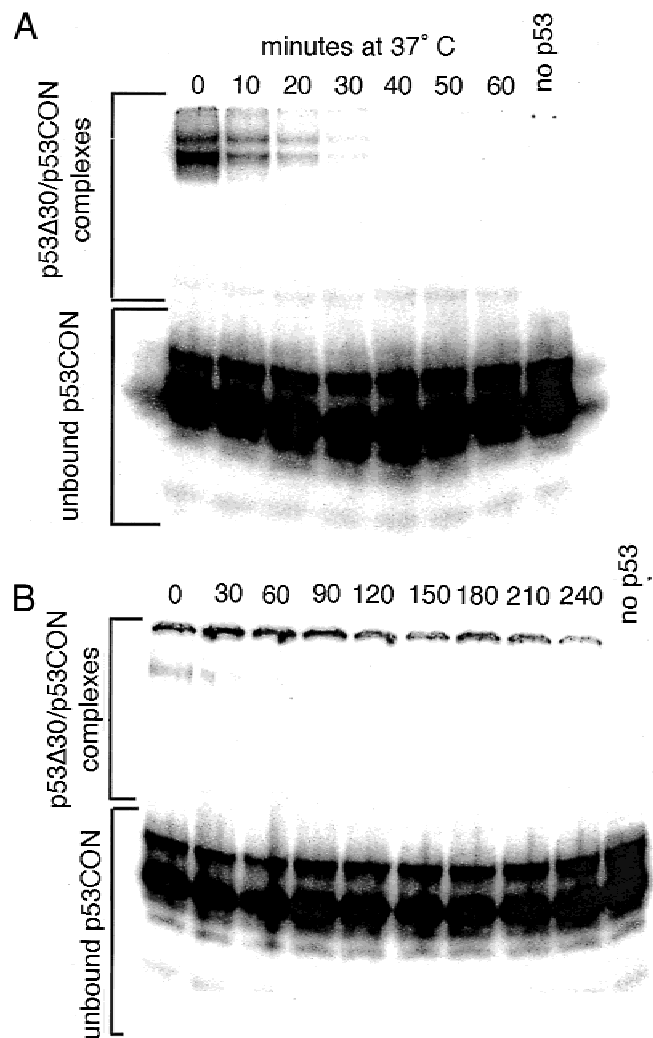 A
minutes at 37° C
0 10 20 30 40 50 60 no p53
p53Δ30/p53CON
complexes
unbound p53CON
B
0 30 60 90 120 150 180 210 240 no p53
p53Δ30/p53CON
complexes
unbound p53CON